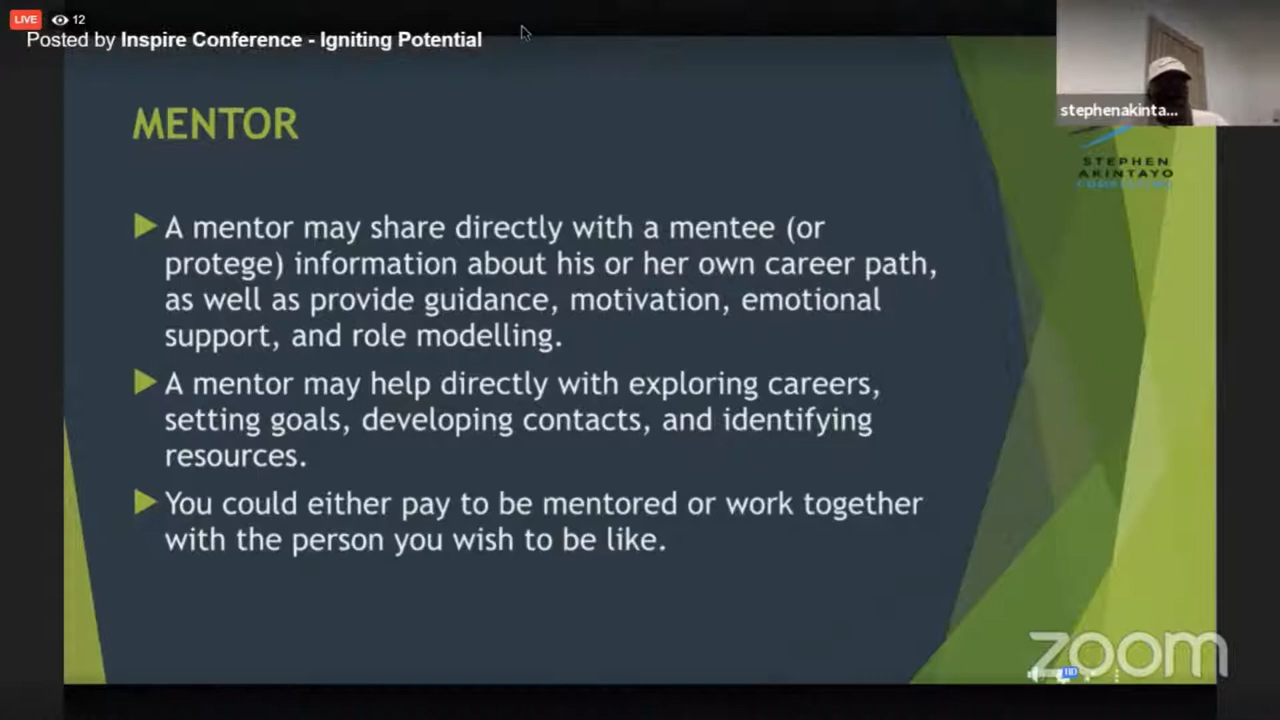 LIVE 12
Posted by Inspire Conference - Igniting Potential
stephenakinta...
STEPHEN
AKINTAYO
CONSULTING
MENTOR
A mentor may share directly with a mentee (or
protege) information about his or her own career path,
as well as provide guidance, motivation, emotional
support, and role modelling.
A mentor may help directly with exploring careers,
setting goals, developing contacts, and identifying
resources.
You could either pay to be mentored or work together
with the person you wish to be like.
zoom
HD